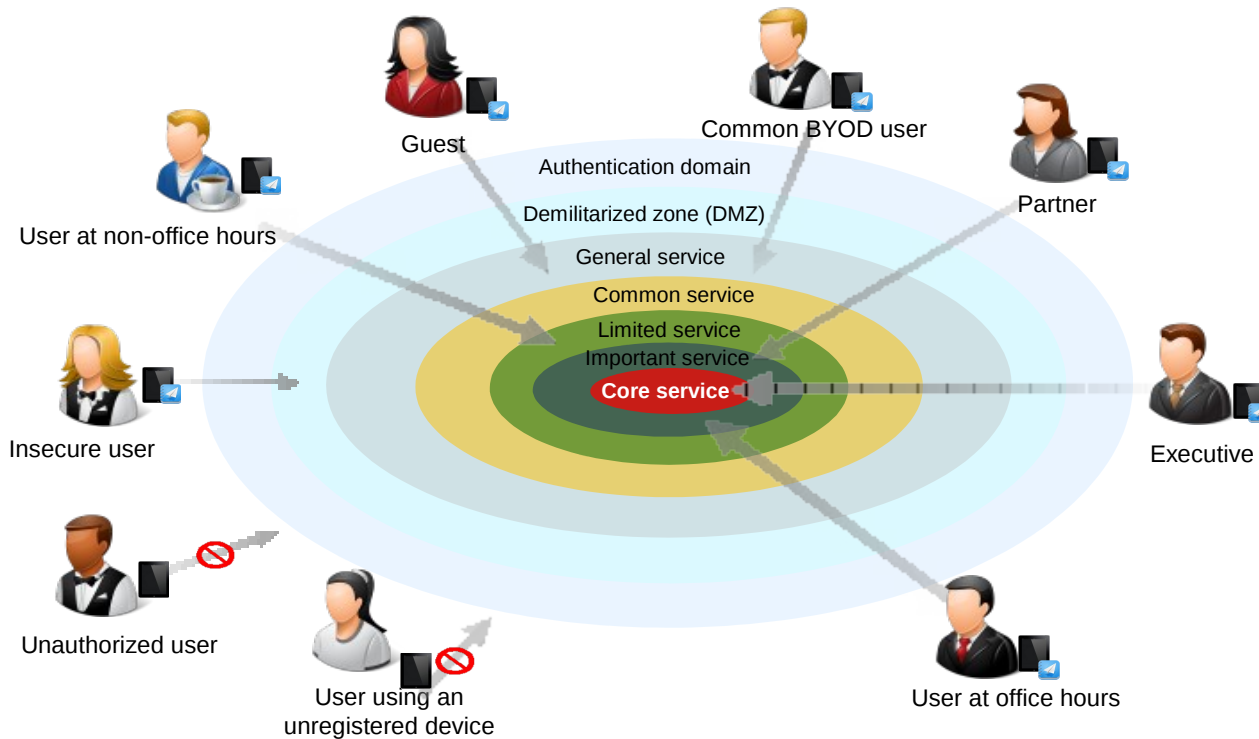 Guest
Common BYOD user
Authentication domain
Partner
Demilitarized zone (DMZ)
User at non-office hours
General service
Common service
Limited service
Important service
Core service
Insecure user
Executive
Unauthorized user
User using an
unregistered device
User at office hours